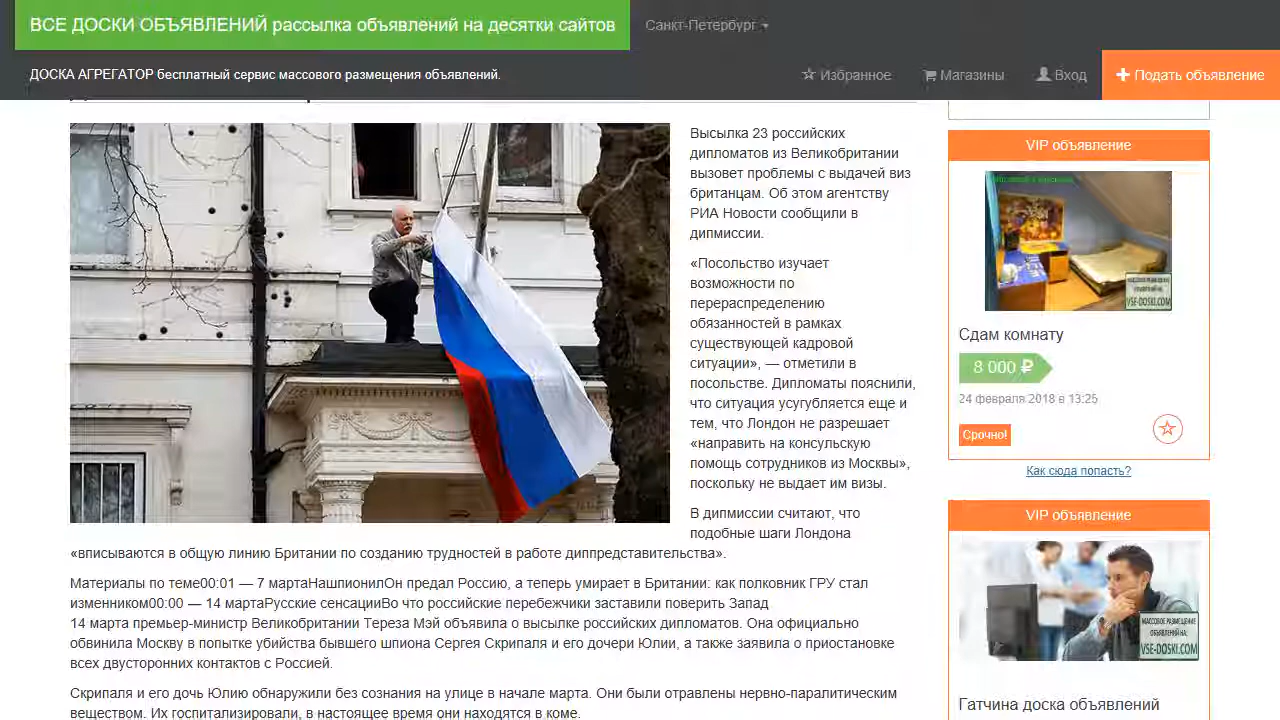 ВСЕ ДОСКИ ОБЪЯВЛЕНИЙ рассылка объявлений на десятки сайтов
Санкт-Петербург
ДОСКА АГРЕГАТОР бесплатный сервис массового размещения объявлений.
Избранное
Магазины
Вход
Подать объявление
Высылка 23 российских
дипломатов из Великобритании
вызовет проблемы с выдачей виз
британцам. Об этом агентству
РИА Новости сообщили в
дипмиссии.
«Посольство изучает
возможности по
перераспределению
обязанностей в рамках
существующей кадровой
ситуации», — отметили в
посольстве. Дипломаты пояснили,
что ситуация усугубляется еще и
тем, что Лондон не разрешает
«направить на консульскую
помощь сотрудников из Москвы»,
поскольку не выдает им визы.
В дипмиссии считают, что
подобные шаги Лондона
«вписываются в общую линию Британии по созданию трудностей в работе диппредставительства».
Материалы по теме00:01 — 7 мартаНашпионилОн предал Россию, а теперь умирает в Британии: как полковник ГРУ стал
изменником00:00 — 14 мартаРусские сенсацииВо что российские перебежчики заставили поверить Запад
14 марта премьер-министр Великобритании Тереза Мэй объявила о высылке российских дипломатов. Она официально
обвинила Москву в попытке убийства бывшего шпиона Сергея Скрипаля и его дочери Юлии, а также заявила о приостановке
всех двусторонних контактов с Россией.
Скрипаля и его дочь Юлию обнаружили без сознания на улице в начале марта. Они были отравлены нервно-паралитическим
веществом. Их госпитализировали, в настоящее время они находятся в коме.
VIP объявление
МАССОВОЕ РАЗМЕЩЕНИЕ
ОБЪЯВЛЕНИЙ НА:
VSE-DOSKI.COM
Сдам комнату
8 000 ₽
24 февраля 2018 в 13:25
Срочно!
Как сюда попасть?
VIP объявление
МАССОВОЕ РАЗМЕЩЕНИЕ
ОБЪЯВЛЕНИЙ НА:
VSE-DOSKI.COM
Гатчина доска объявлений